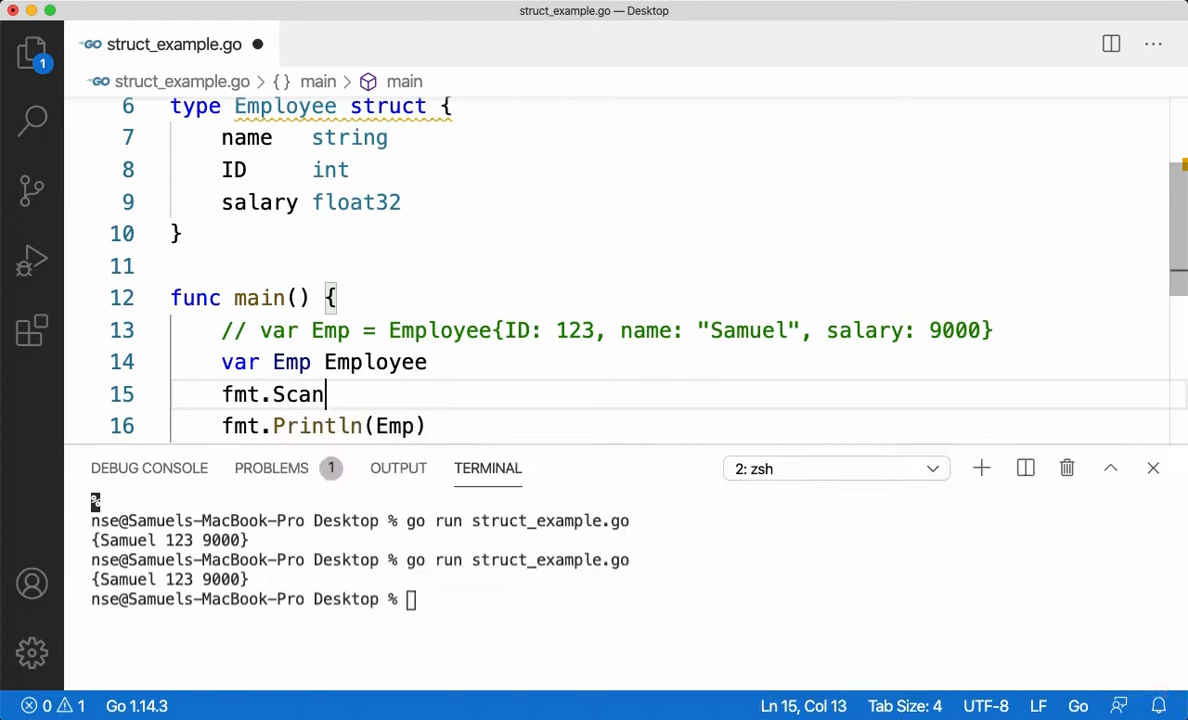 struct_example.go — Desktop
GO struct_example.go
GO struct_example.go > {} main > main
1
6 type Employee struct {
7 name string
8 ID int
9 salary float32
10 }
11
12 func main() {
13 // var Emp = Employee{ID: 123, name: "Samuel", salary: 9000}
14 var Emp Employee
15 fmt.Scan
16 fmt.Println(Emp)
DEBUG CONSOLE PROBLEMS 1 OUTPUT TERMINAL 2: zsh
%
nse@Samuels-MacBook-Pro Desktop % go run struct_example.go
{Samuel 123 9000}
nse@Samuels-MacBook-Pro Desktop % go run struct_example.go
{Samuel 123 9000}
nse@Samuels-MacBook-Pro Desktop %
0 1 Go 1.14.3 Ln 15, Col 13 Tab Size: 4 UTF-8 LF Go